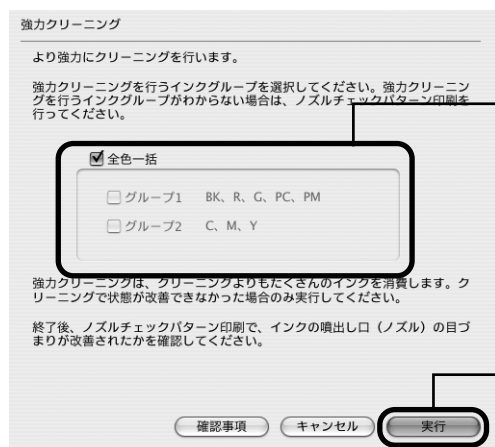 強力クリーニング
より強力にクリーニングを行います。
強力クリーニングを行うインクグループを選択してください。強力クリーニン
グを行うインクグループがわからない場合は、ノズルチェックパターン印刷を
行ってください。
全色一括
グループ1 BK、R、G、PC、PM
グループ2 C、M、Y
強力クリーニングは、クリーニングよりもたくさんのインクを消費します。ク
リーニングで状態が改善できなかった場合のみ実行してください。
終了後、ノズルチェックパターン印刷で、インクの噴出し口（ノズル）の目づ
まりが改善されたかを確認してください。
確認事項 キャンセル 実行